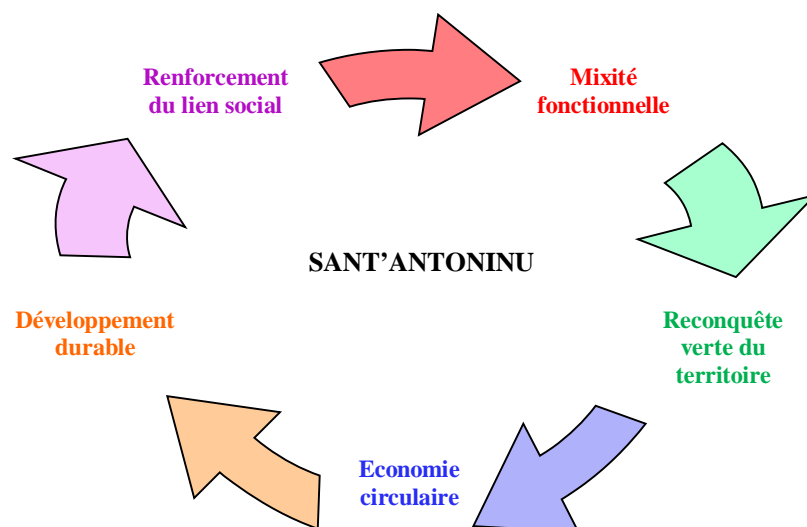 Renforcement
du lien social
Mixité
fonctionnelle
SANT’ANTONINU
Développement
durable
Reconquête
verte du
territoire
Economie
circulaire